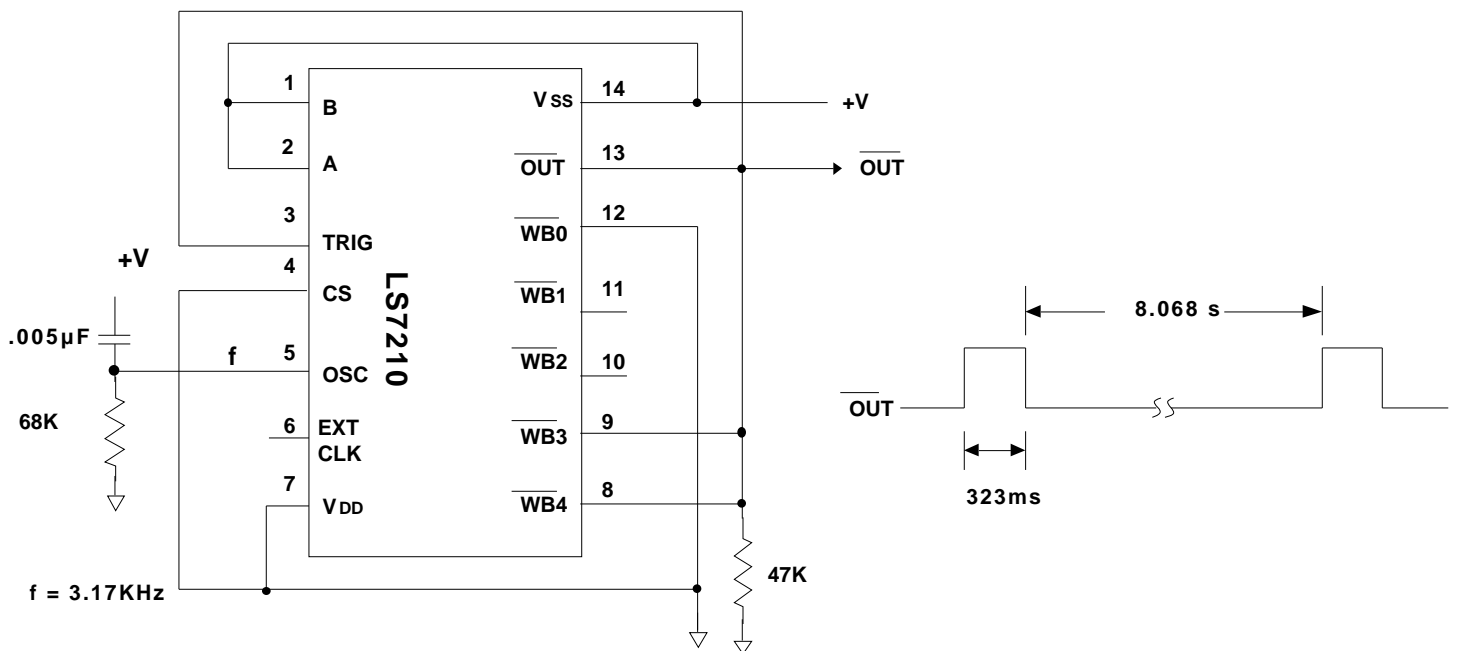 1
B
VSS
14
+V
2
A
OUT
13
OUT
3
TRIG
WB0
12
+V
4
CS
WB1
11
.005µF
f
5
OSC
WB2
10
68K
6
EXT
CLK
WB3
9
7
VDD
WB4
8
LS7210
47K
f = 3.17KHz
8.068 s
OUT
323ms